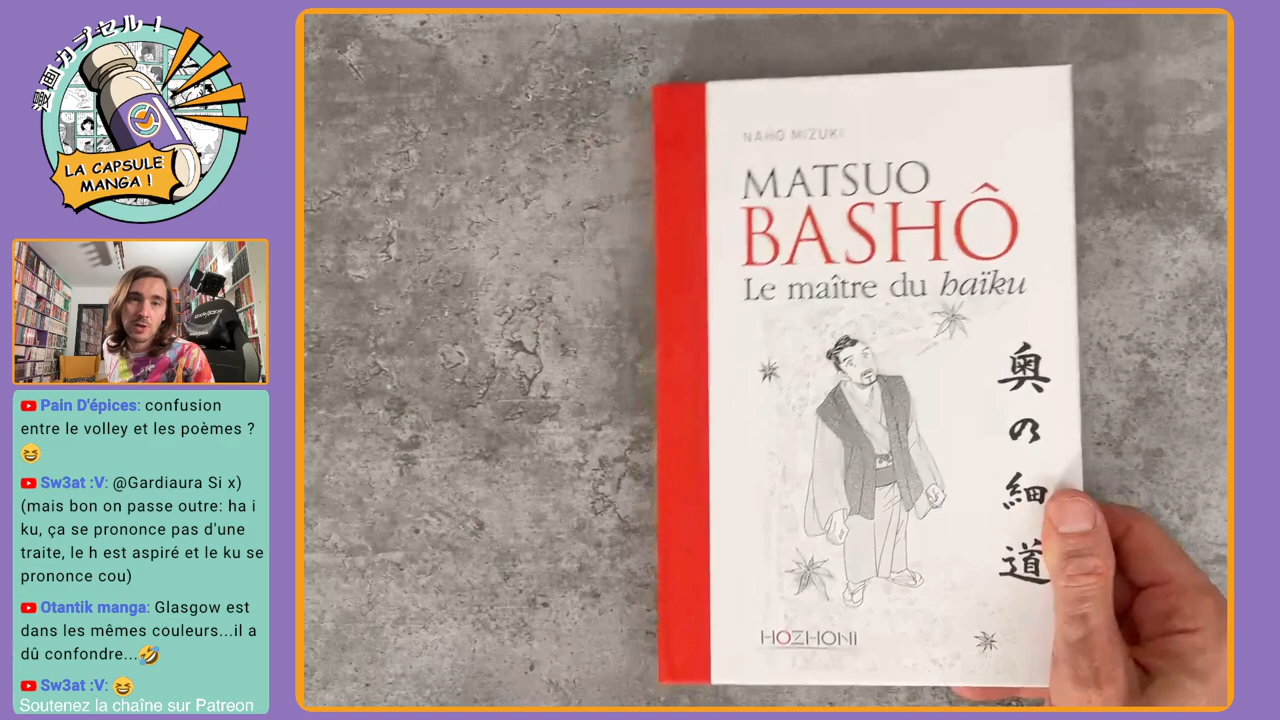 漫画カプセル!
LA CAPSULE
MANGA !
Pain D'épices: confusion
entre le volley et les poèmes ?
Sw3at :V: @Gardiaura Si x)
(mais bon on passe outre: ha i
ku, ça se prononce pas d'une
traite, le h est aspiré et le ku se
prononce cou)
Otantik manga: Glasgow est
dans les mêmes couleurs...il a
dû confondre...
Sw3at :V:
Soutenez la chaîne sur Patreon
NAHO MIZUKI
MATSUO
BASHÔ
Le maître du haïku
奥の細道
HOZHONI